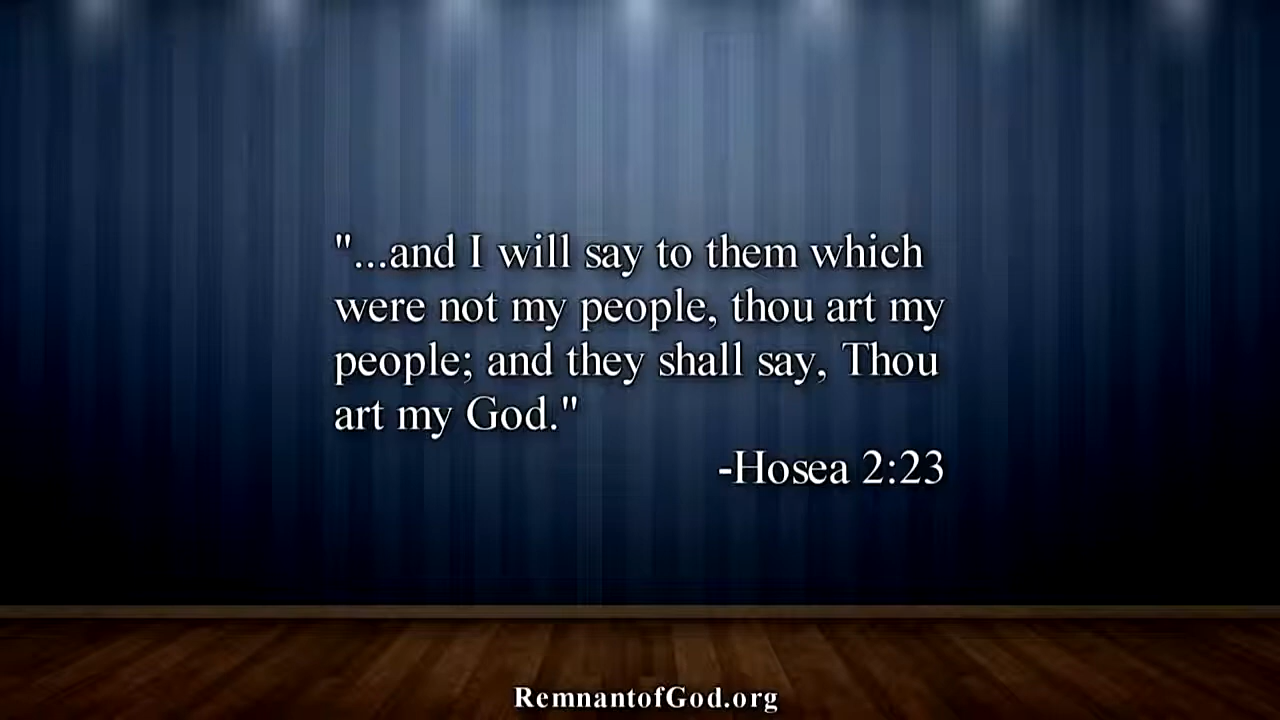 "...and I will say to them which
were not my people, thou art my
people; and they shall say, Thou
art my God."
-Hosea 2:23
RemnantofGod.org